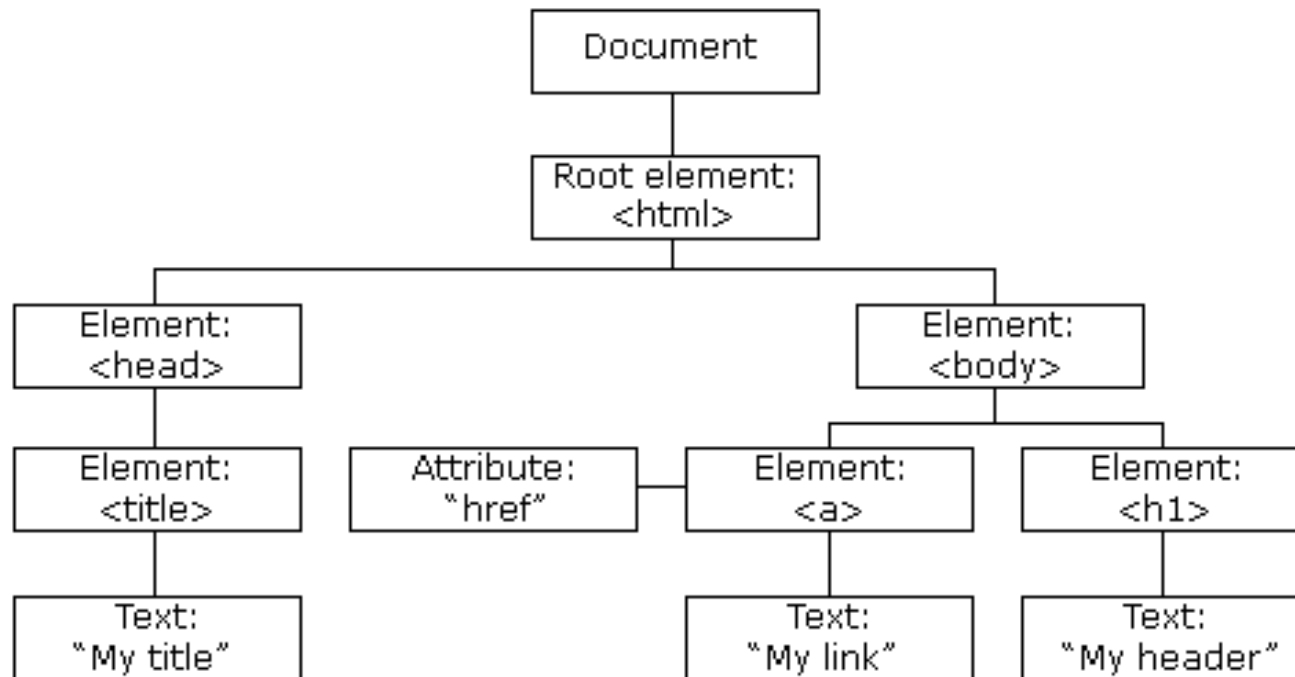 Document
Root element:
<html>
Element:
<head>
Element:
<body>
Element:
<title>
Attribute:
“href”
Element:
<a>
Element:
<h1>
Text:
“My title”
Text:
“My link”
Text:
“My header”